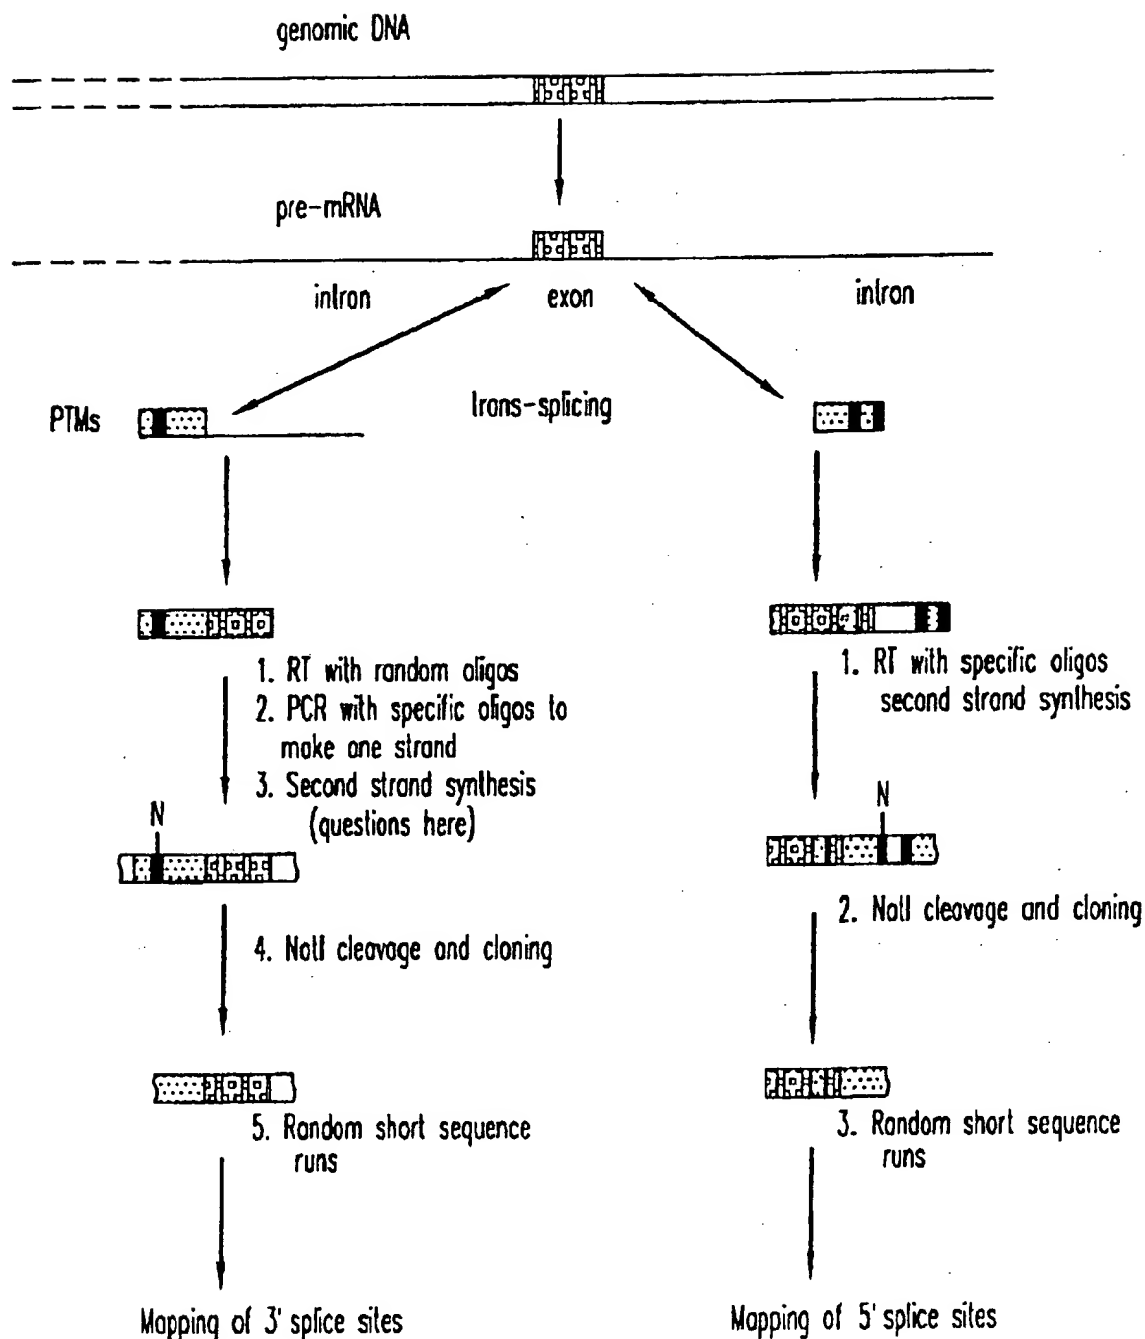 genomic DNA
pre-mRNA
intron
exon
intron
PTMs
Trans-splicing
1. RT with random oligos
2. PCR with specific oligos to
make one strand
3. Second strand synthesis
(questions here)
N
4. NotI cleavage and cloning
5. Random short sequence
runs
Mapping of 3' splice sites
1. RT with specific oligos
second strand synthesis
N
2. NotI cleavage and cloning
3. Random short sequence
runs
Mapping of 5' splice sites